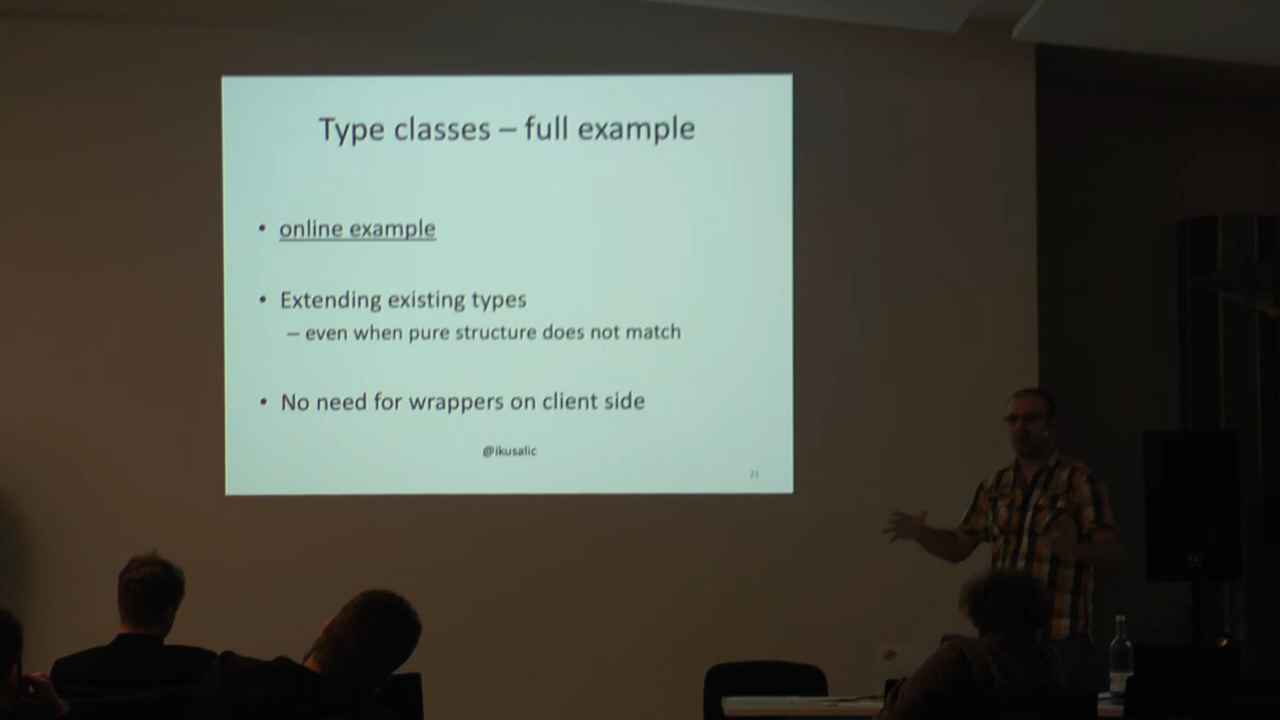 Type classes – full example
• online example
• Extending existing types
– even when pure structure does not match
• No need for wrappers on client side
@ikusalic
21